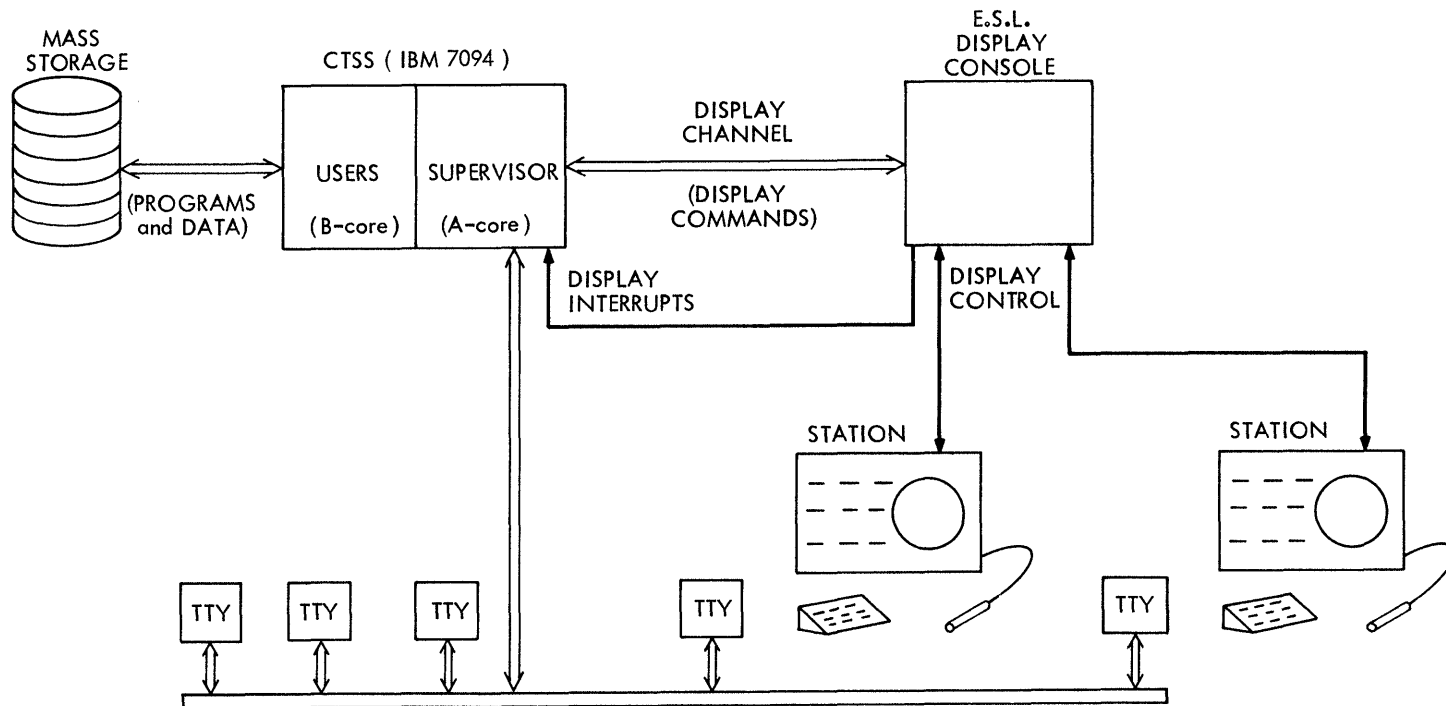 MASS
STORAGE
CTSS ( IBM 7094 )
E.S.L.
DISPLAY
CONSOLE
DISPLAY
CHANNEL
USERS
SUPERVISOR
(PROGRAMS
and DATA)
(B-core)
(A-core)
(DISPLAY
COMMANDS)
DISPLAY
INTERRUPTS
DISPLAY
CONTROL
STATION
STATION
TTY
TTY
TTY
TTY
TTY